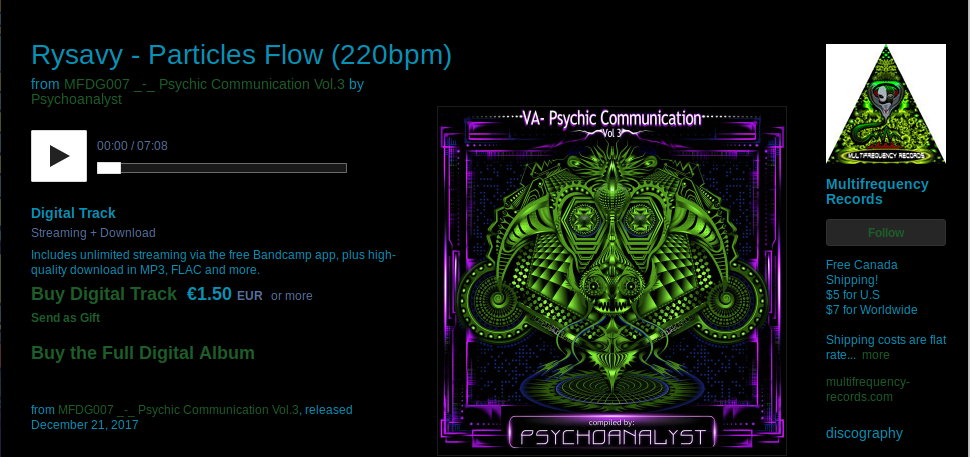 Rysavy - Particles Flow (220bpm)
from MFDG007 _-_ Psychic Communication Vol.3 by
Psychoanalyst
00:00 / 07:08
Digital Track
Streaming + Download
Includes unlimited streaming via the free Bandcamp app, plus high-
quality download in MP3, FLAC and more.
Buy Digital Track €1.50 EUR or more
Send as Gift
Buy the Full Digital Album
from MFDG007 _-_ Psychic Communication Vol.3, released
December 21, 2017
VA- Psychic Communication
Vol 3
compiled by:
PSYCHOANALYST
MULTIFREQUENCY RECORDS
Multifrequency
Records
Follow
Free Canada
Shipping!
$5 for U.S
$7 for Worldwide
Shipping costs are flat
rate... more
multifrequency-
records.com
discography